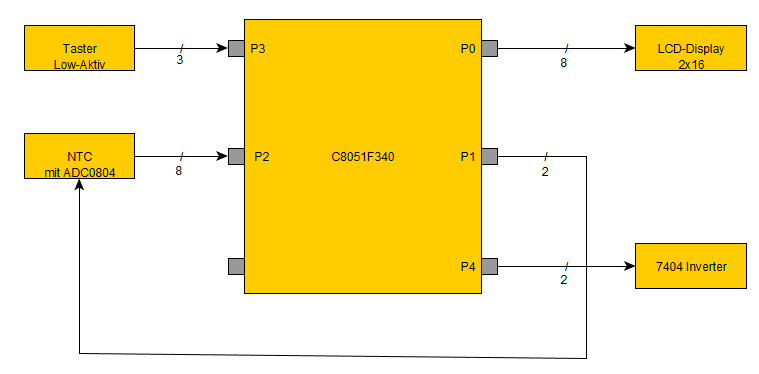 Taster
Low-Aktiv
3
P3
P0
8
LCD-Display
2x16
NTC
mit ADC0804
8
P2
C8051F340
P1
2
P4
2
7404 Inverter